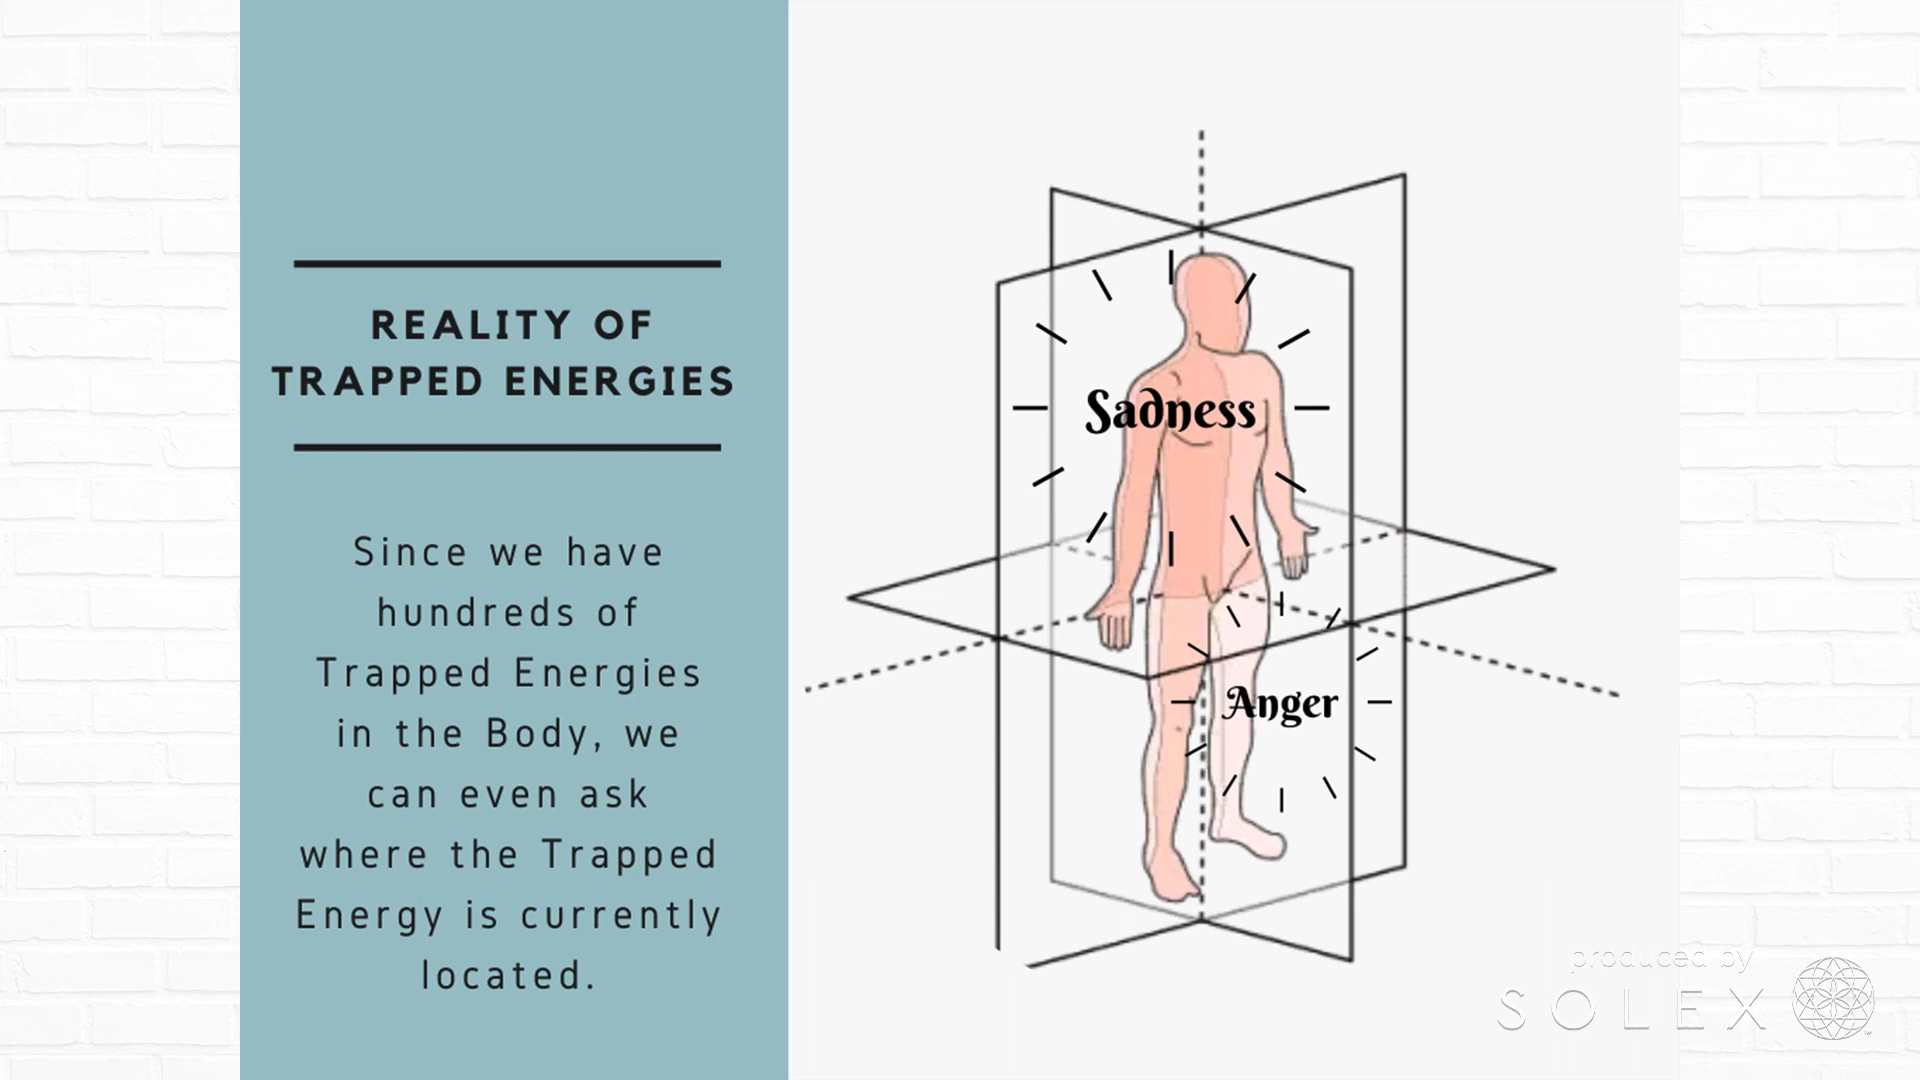 REALITY OF
TRAPPED ENERGIES
Since we have
hundreds of
Trapped Energies
in the Body, we
can even ask
where the Trapped
Energy is currently
located.
Sadness
Anger
produced by
SOLEX